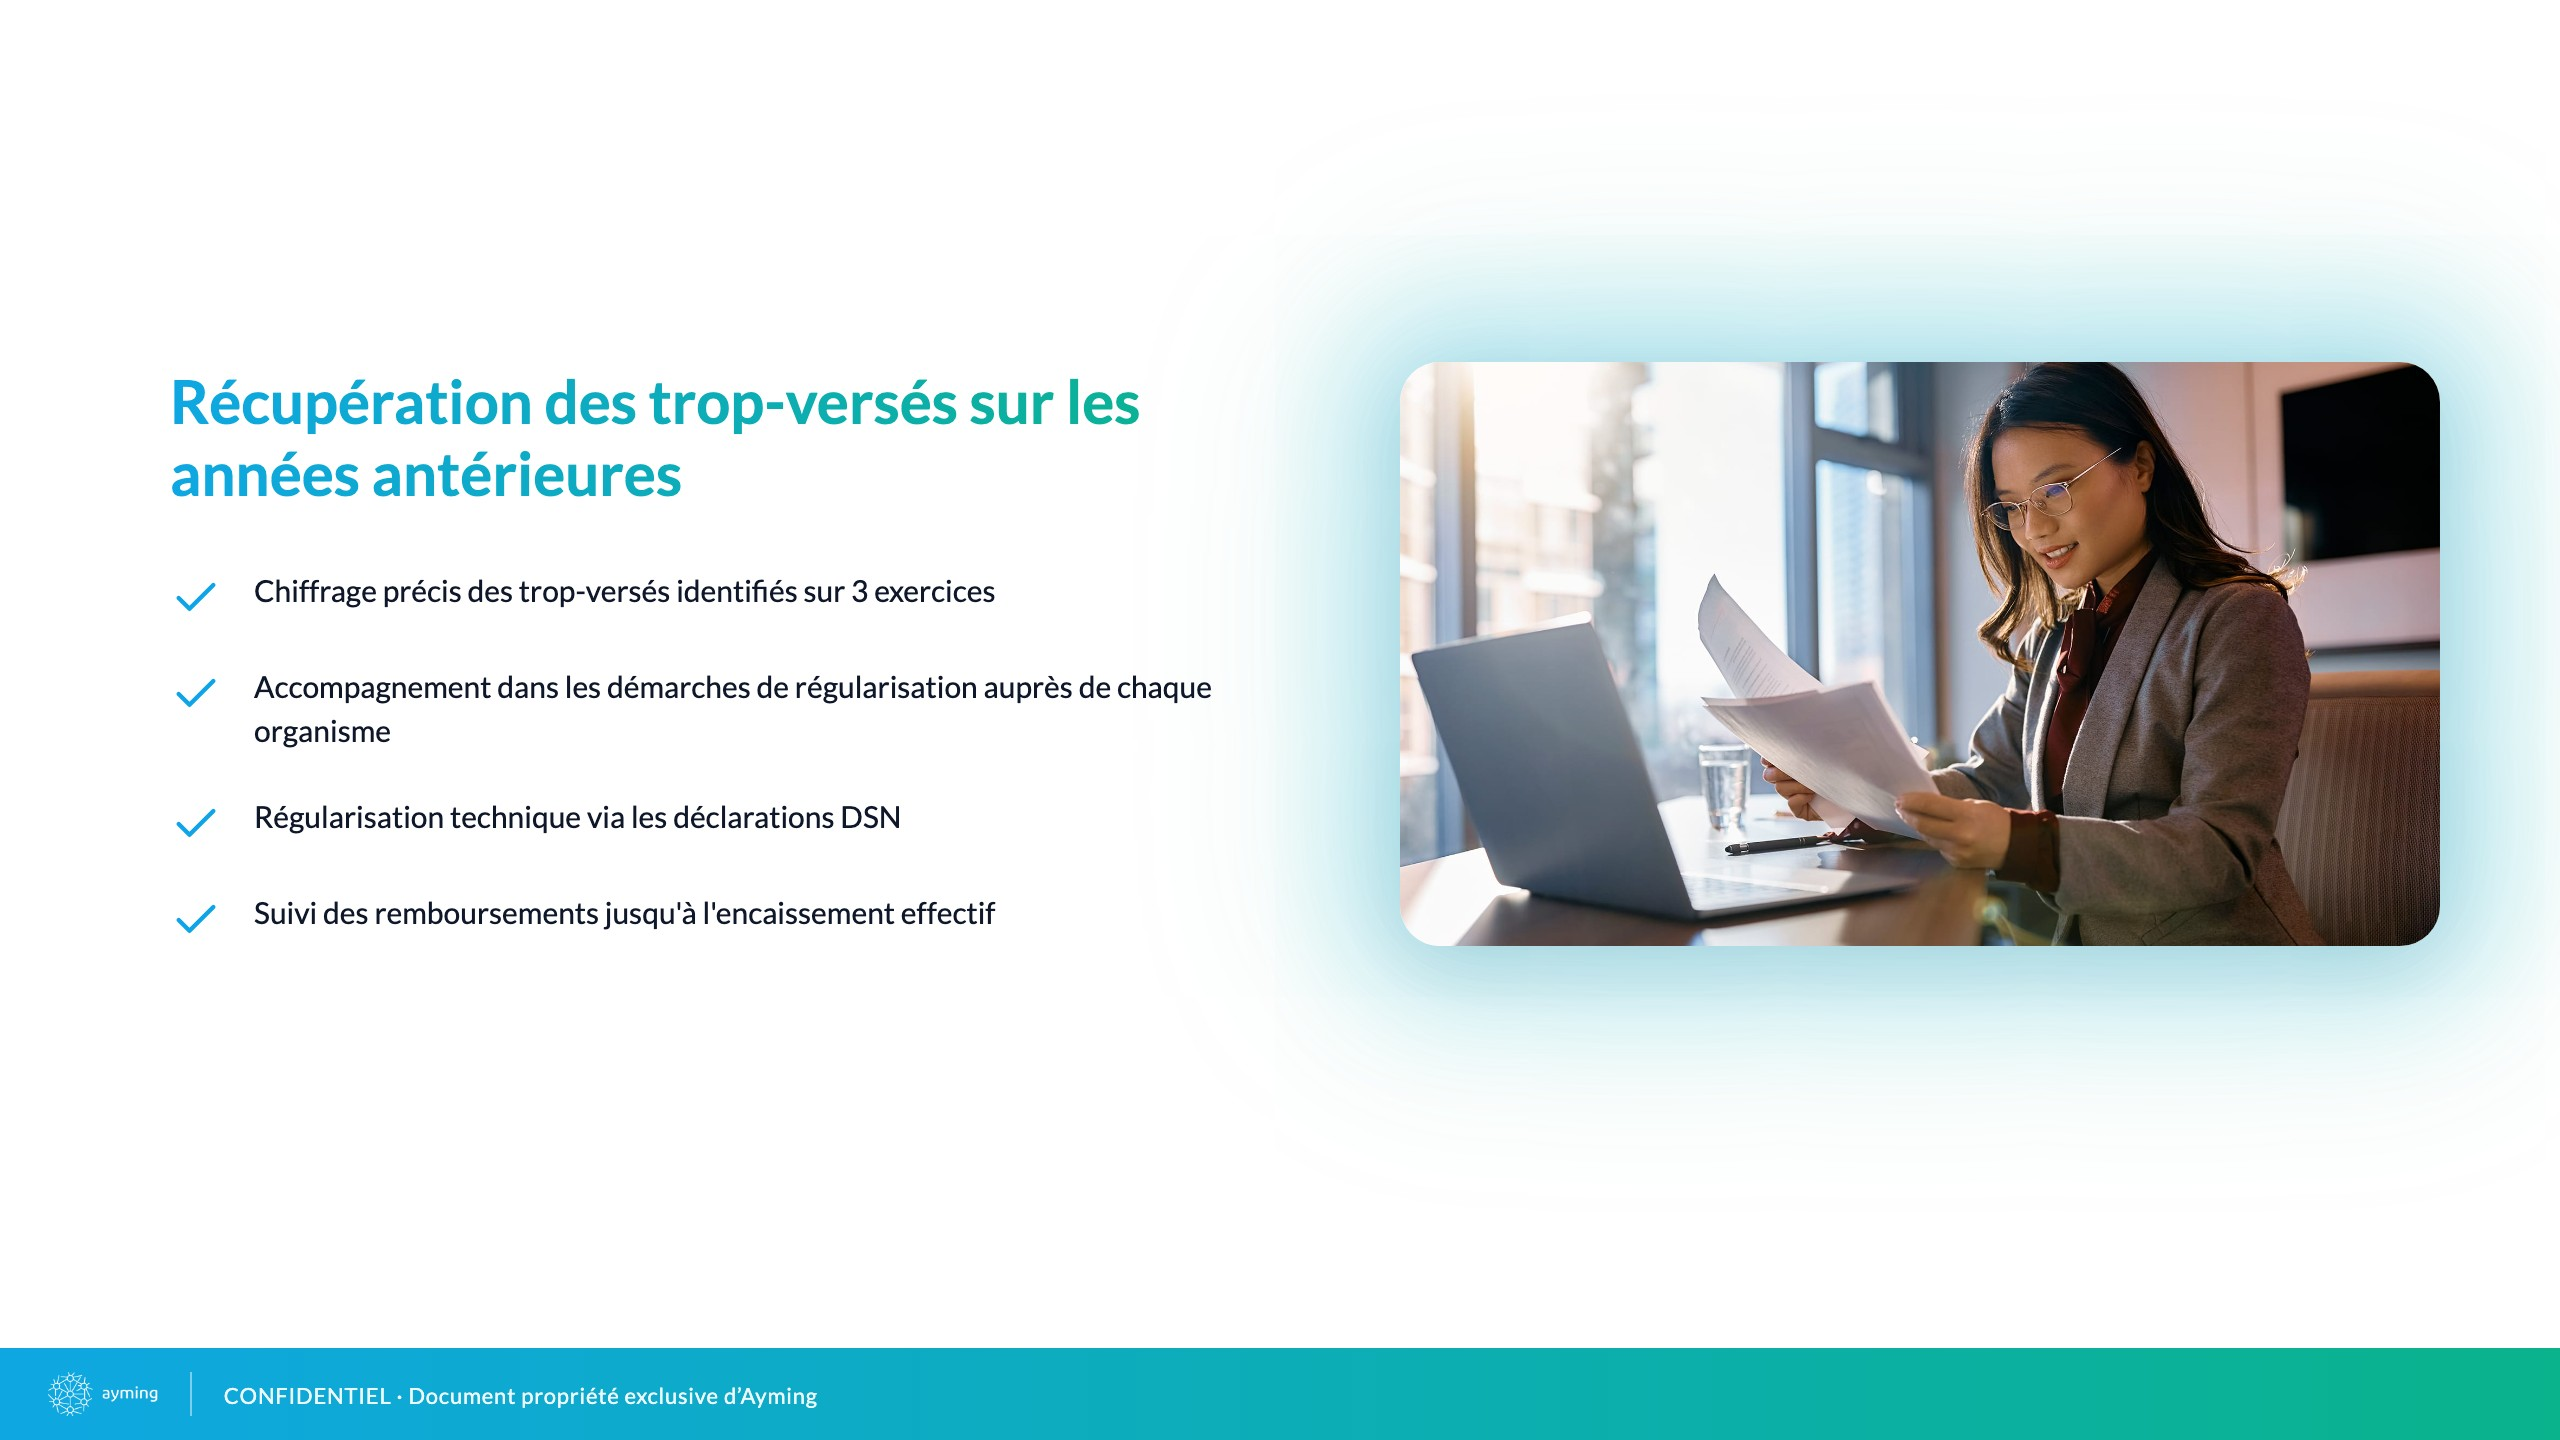 Récupération des trop-versés sur les
années antérieures
Chiffrage précis des trop-versés identifiés sur 3 exercices
Accompagnement dans les démarches de régularisation auprès de chaque
organisme
Régularisation technique via les déclarations DSN
Suivi des remboursements jusqu'à l'encaissement effectif
ayming
CONFIDENTIEL · Document propriété exclusive d’Ayming